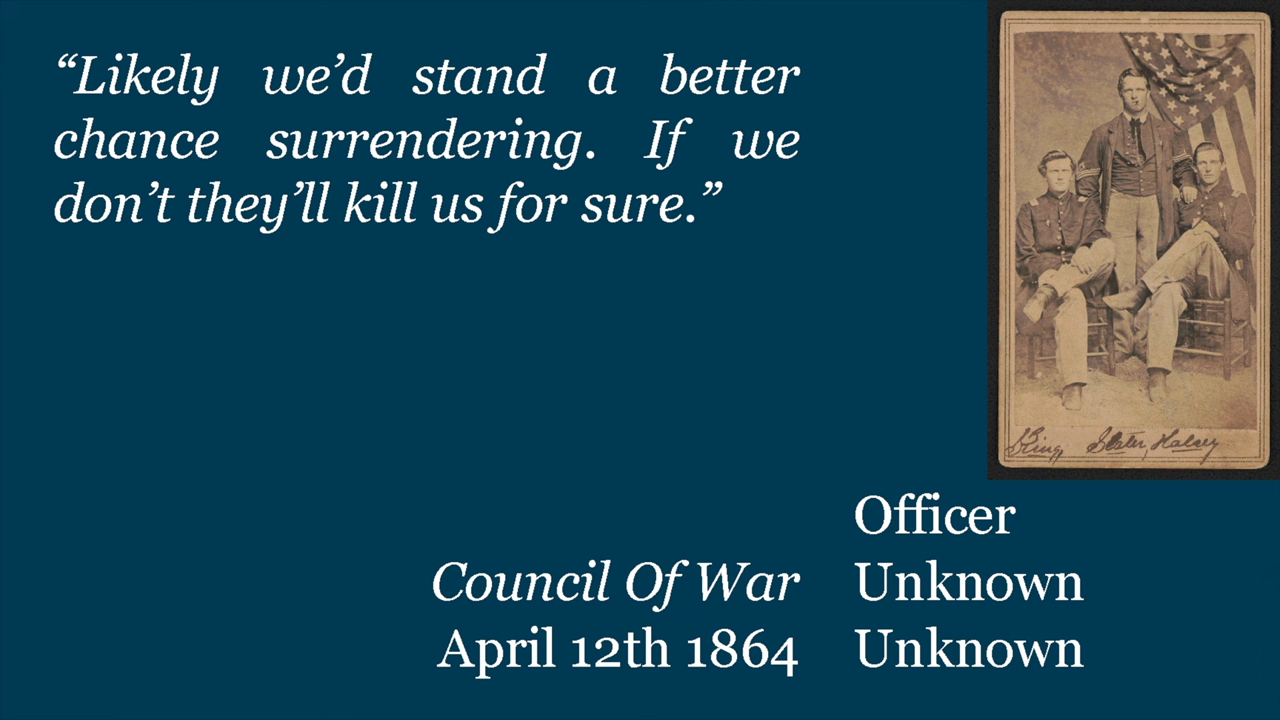 “Likely we’d stand a better
chance surrendering. If we
don’t they’ll kill us for sure.”
King, Slater, Halsey
Officer
Council Of War Unknown
April 12th 1864 Unknown